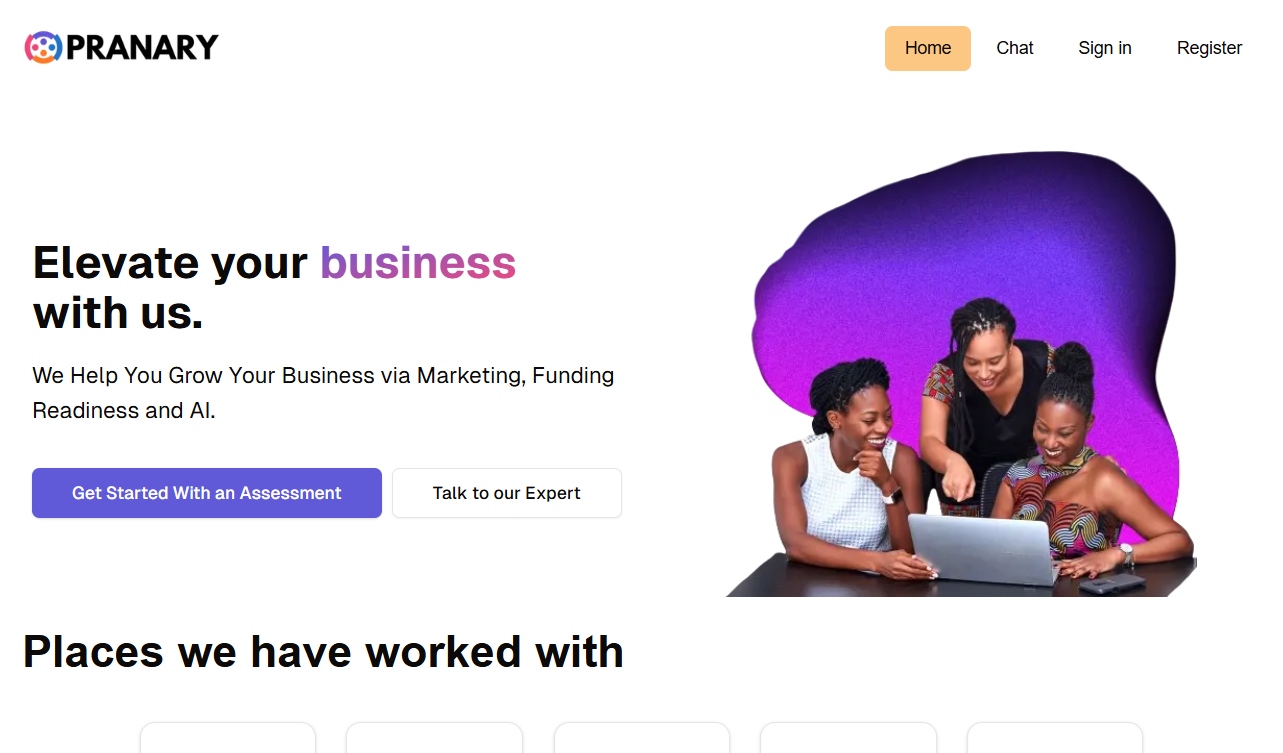 PRANARY
Home
Chat
Sign in
Register
Elevate your business
with us.
We Help You Grow Your Business via Marketing, Funding
Readiness and AI.
Get Started With an Assessment
Talk to our Expert
Places we have worked with